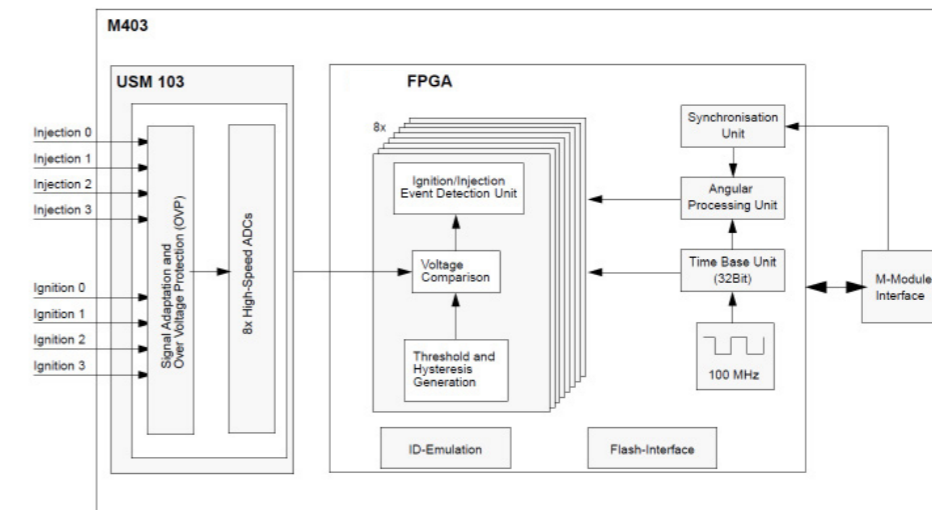 M403
USM 103
Injection 0
Injection 1
Injection 2
Injection 3
Ignition 0
Ignition 1
Ignition 2
Ignition 3
Signal Adaptation and
Over Voltage Protection (OVP)
8x High-Speed ADCs
FPGA
8x
Ignition/Injection
Event Detection Unit
Voltage
Comparison
Threshold and
Hysteresis
Generation
Synchronisation
Unit
Angular
Processing Unit
Time Base Unit
(32Bit)
100 MHz
ID-Emulation
Flash-Interface
M-Module
Interface